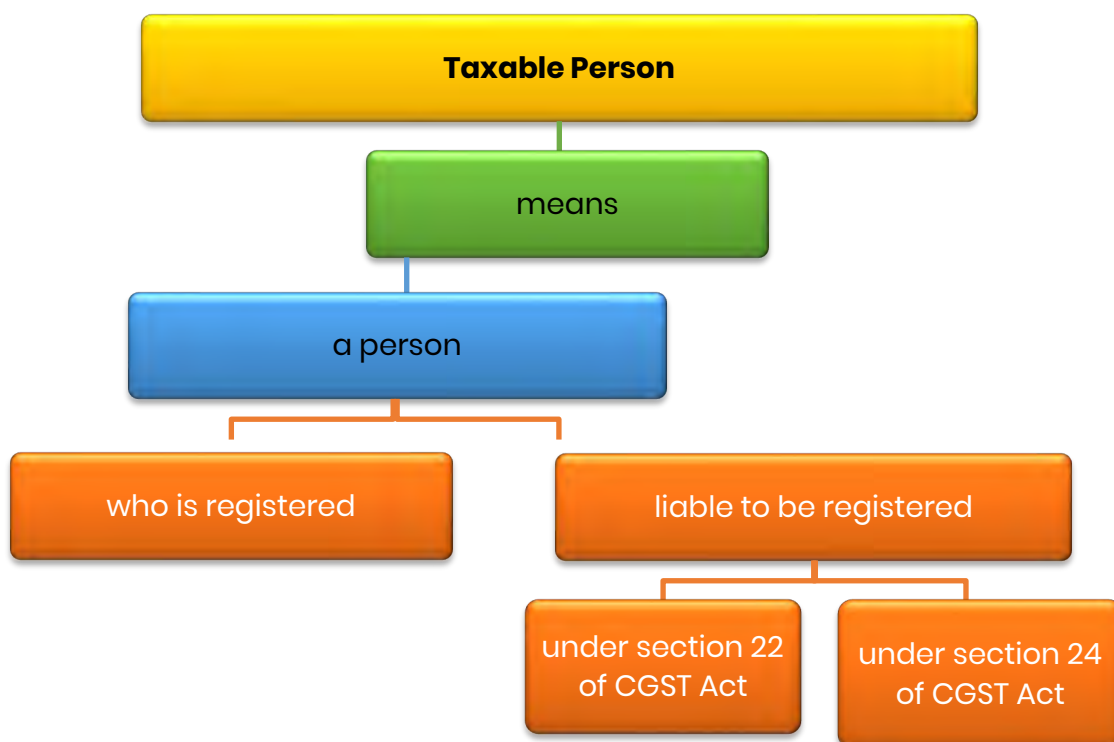 Taxable Person
means
a person
who is registered
liable to be registered
under section 22
of CGST Act
under section 24
of CGST Act